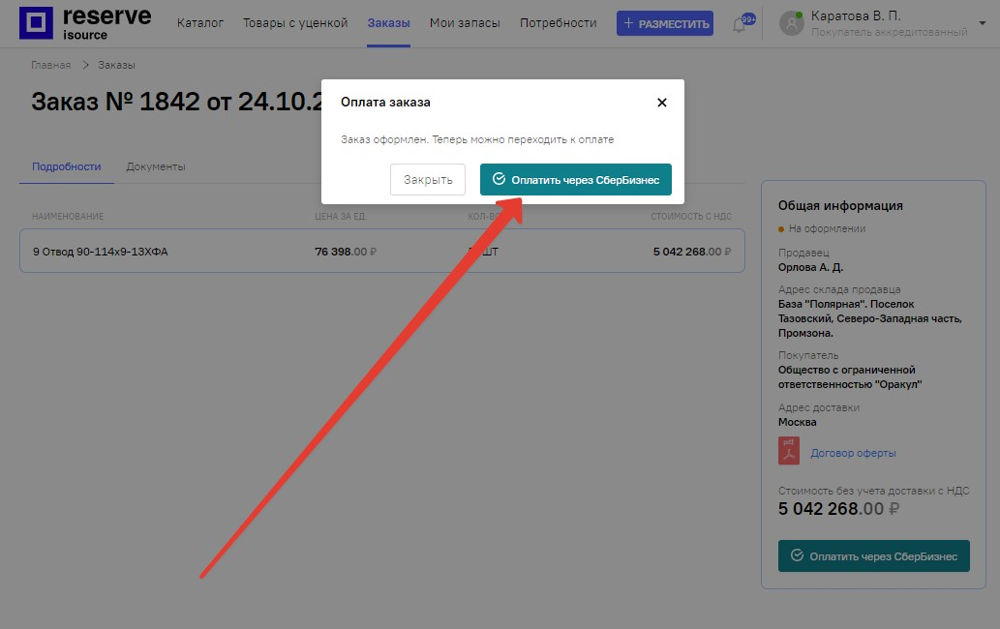 reserve
isource
Каталог
Товары с уценкой
Заказы
Мои запасы
Потребности
+ РАЗМЕСТИТЬ
99+
Каратова В. П.
Покупатель аккредитованный
Главная > Заказы
Заказ № 1842 от 24.10.2
Оплата заказа
Заказ оформлен. Теперь можно переходить к оплате
Закрыть
Оплатить через СберБизнес
Подробности
Документы
НАИМЕНОВАНИЕ
ЦЕНА ЗА ЕД.
СТОИМОСТЬ С НДС
9 Отвод 90-114х9-13ХФА
76 398.00 ₽
ШТ
5 042 268.00 ₽
Общая информация
На оформлении
Продавец
Орлова А. Д.
Адрес склада продавца
База "Полярная". Поселок
Тазовский, Северо-Западная часть,
Промзона.
Покупатель
Общество с ограниченной
ответственностью "Оракул"
Адрес доставки
Москва
pdf
Договор оферты
Стоимость без учета доставки с НДС
5 042 268.00 ₽
Оплатить через СберБизнес